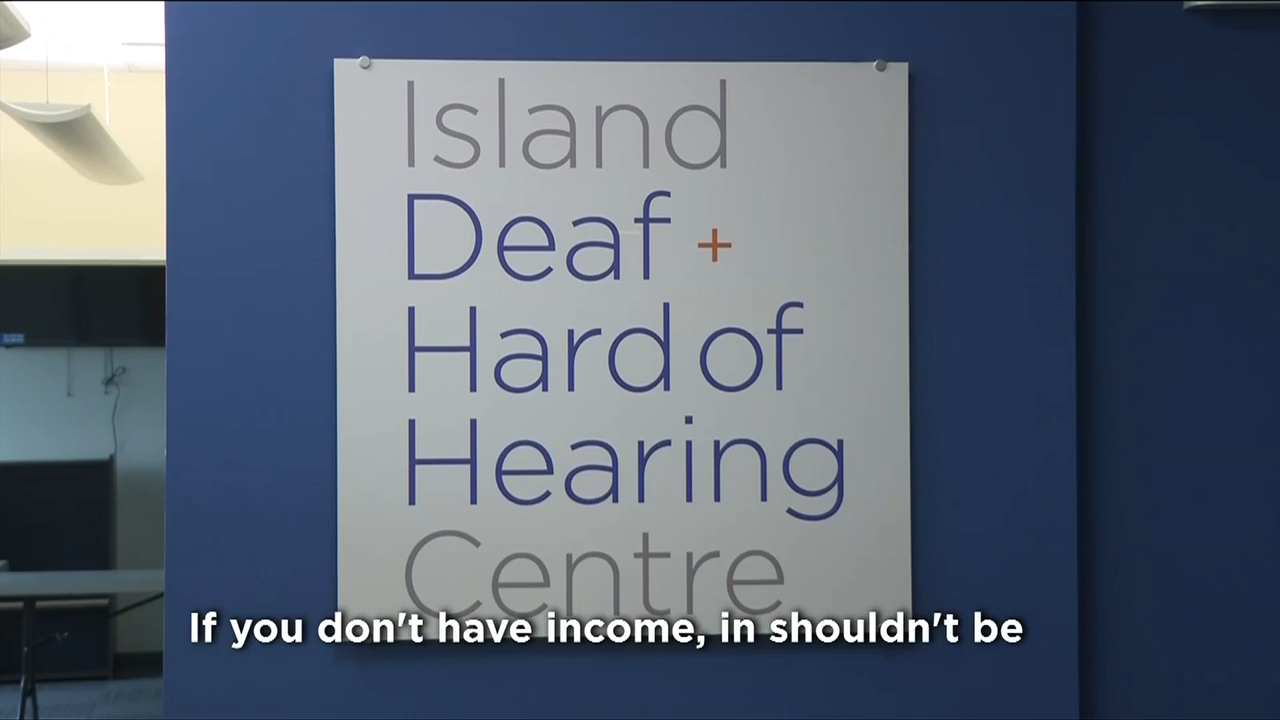 Island
Deaf +
Hard of
Hearing
Centre
If you don't have income, in shouldn't be